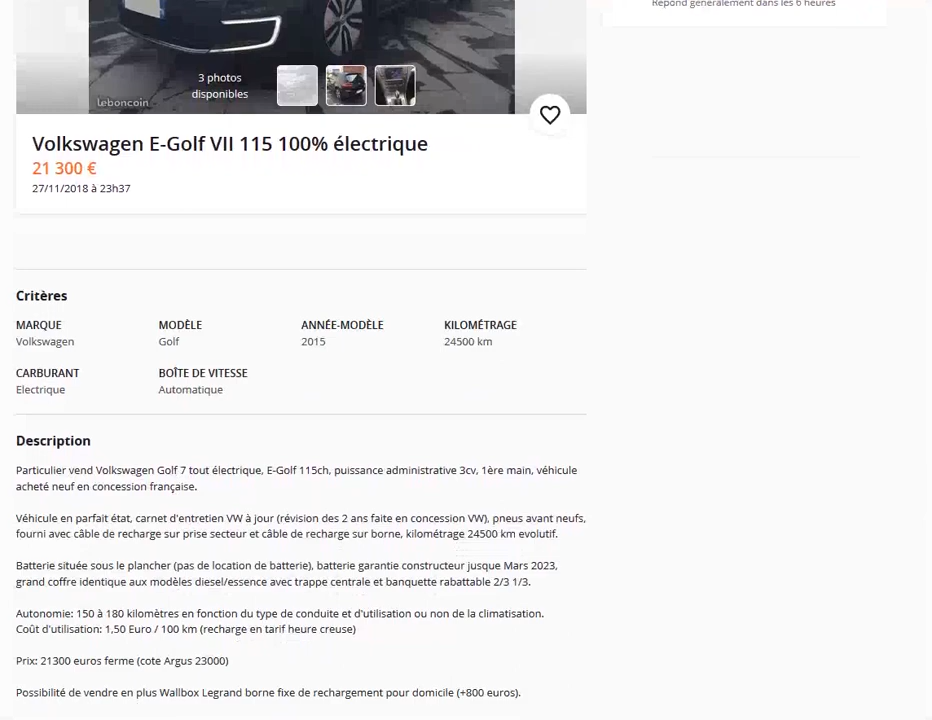 Répond généralement dans les 6 heures
3 photos
disponibles
leboncoin
Volkswagen E-Golf VII 115 100% électrique
21 300 €
27/11/2018 à 23h37
Critères
MARQUE MODÈLE ANNÉE-MODÈLE KILOMÉTRAGE
Volkswagen Golf 2015 24500 km
CARBURANT BOÎTE DE VITESSE
Electrique Automatique
Description
Particulier vend Volkswagen Golf 7 tout électrique, E-Golf 115ch, puissance administrative 3cv, 1ère main, véhicule
acheté neuf en concession française.
Véhicule en parfait état, carnet d'entretien VW à jour (révision des 2 ans faite en concession VW), pneus avant neufs,
fourni avec câble de recharge sur prise secteur et câble de recharge sur borne, kilométrage 24500 km evolutif.
Batterie située sous le plancher (pas de location de batterie), batterie garantie constructeur jusque Mars 2023,
grand coffre identique aux modèles diesel/essence avec trappe centrale et banquette rabattable 2/3 1/3.
Autonomie: 150 à 180 kilomètres en fonction du type de conduite et d'utilisation ou non de la climatisation.
Coût d'utilisation: 1,50 Euro / 100 km (recharge en tarif heure creuse)
Prix: 21300 euros ferme (cote Argus 23000)
Possibilité de vendre en plus Wallbox Legrand borne fixe de rechargement pour domicile (+800 euros).